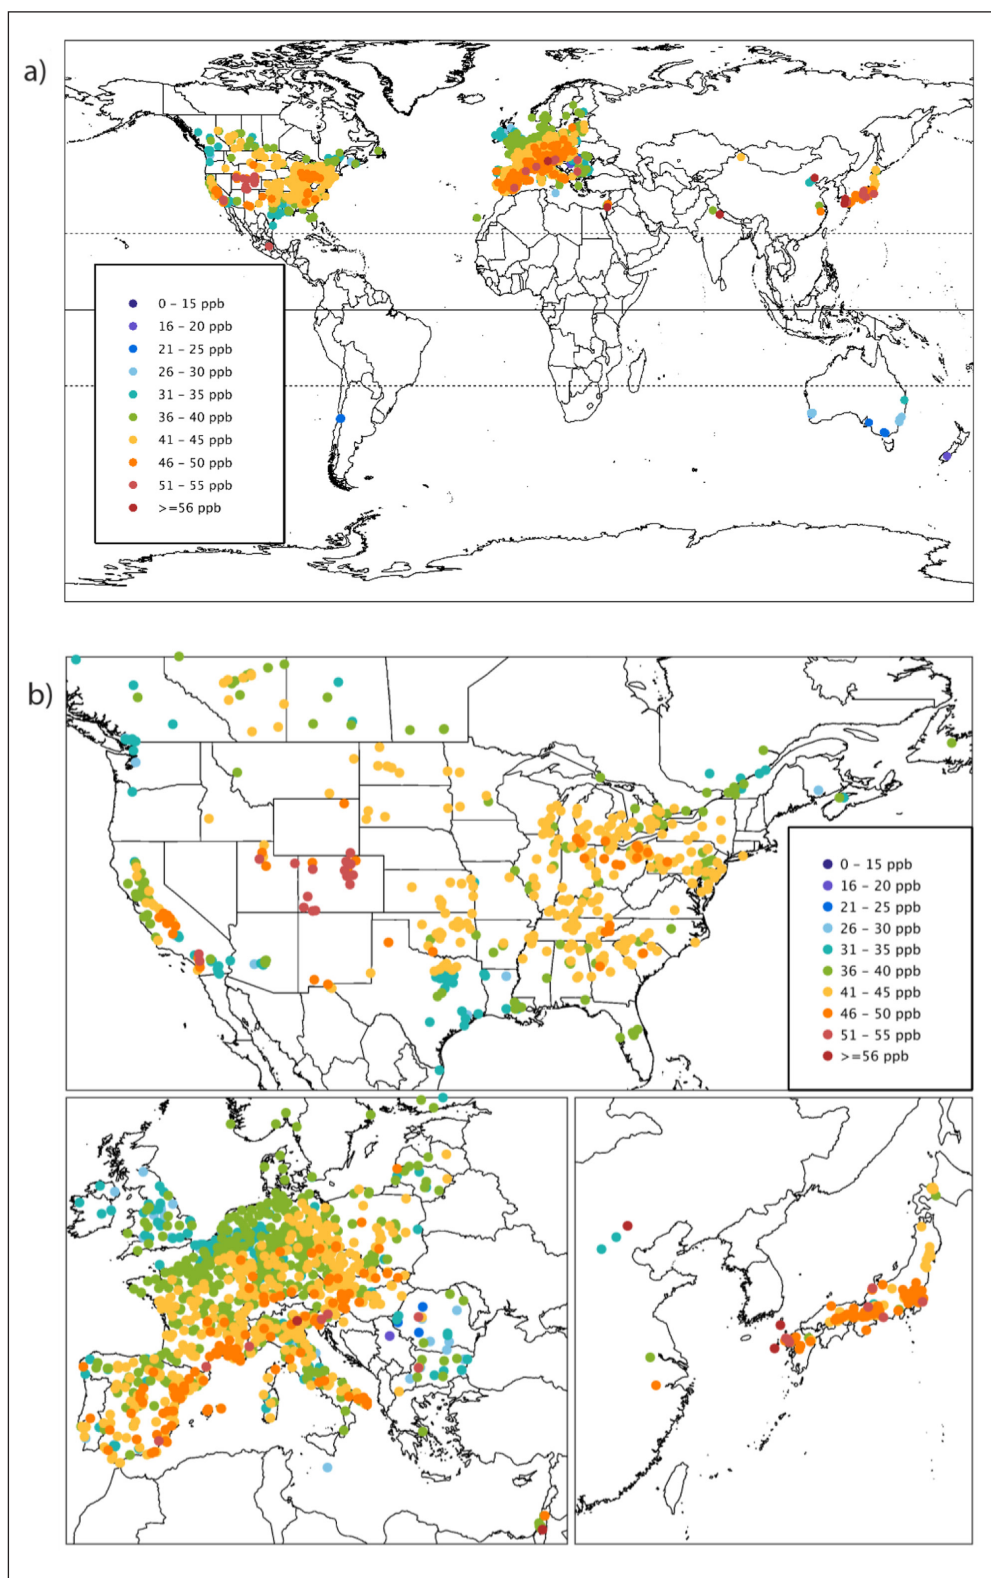 a)
0 – 15 ppb
16 – 20 ppb
21 – 25 ppb
26 – 30 ppb
31 – 35 ppb
36 – 40 ppb
41 – 45 ppb
46 – 50 ppb
51 – 55 ppb
>=56 ppb
b)
0 – 15 ppb
16 – 20 ppb
21 – 25 ppb
26 – 30 ppb
31 – 35 ppb
36 – 40 ppb
41 – 45 ppb
46 – 50 ppb
51 – 55 ppb
>=56 ppb